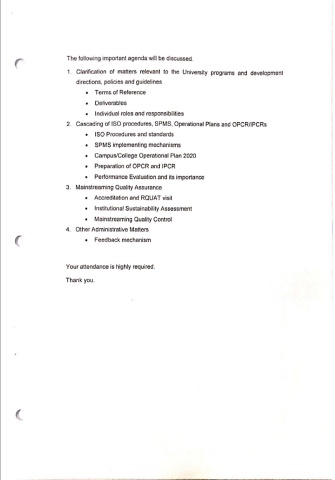 The following important agenda will be discussed.
1. Clarification of matters relevant to the University programs and development
directions, policies and guidelines
• Terms of Reference
• Deliverables
• Individual roles and responsibilities
2. Cascading of ISO procedures, SPMS, Operational Plans and OPCR/IPCRs
• ISO Procedures and standards
• SPMS implementing mechanisms
• Campus/College Operational Plan 2020
• Preparation of OPCR and IPCR
• Performance Evaluation and its importance
3. Mainstreaming Quality Assurance
• Accreditation and RQUAT visit
• Institutional Sustainability Assessment
• Mainstreaming Quality Control
4. Other Administrative Matters
• Feedback mechanism
Your attendance is highly required.
Thank you.